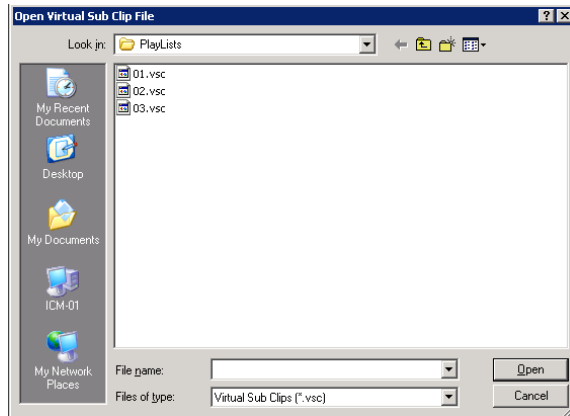 Open Virtual Sub Clip File
Look in: PlayLists
01.vsc
02.vsc
03.vsc
My Recent
Documents
Desktop
My Documents
ICM-01
My Network
Places
File name:
Open
Files of type: Virtual Sub Clips (*.vsc)
Cancel